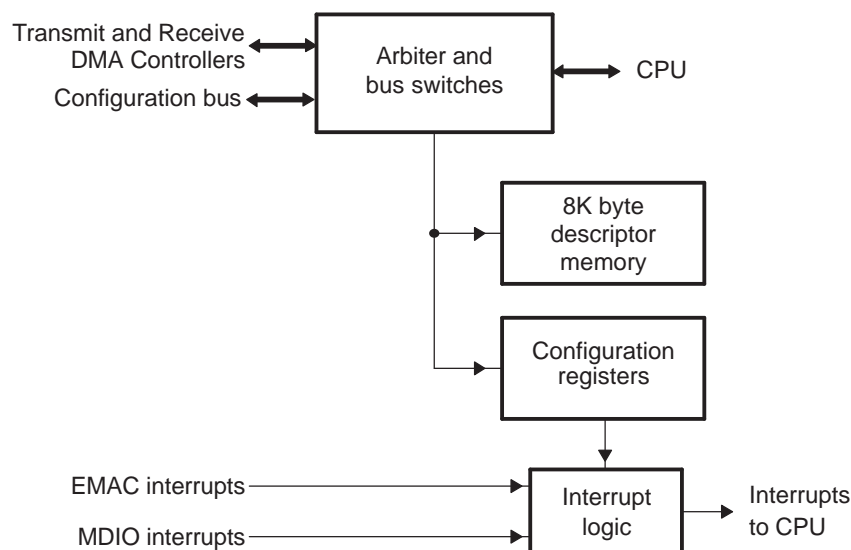 Transmit and Receive
DMA Controllers
Configuration bus
Arbiter and
bus switches
CPU
8K byte
descriptor
memory
Configuration
registers
EMAC interrupts
MDIO interrupts
Interrupt
logic
Interrupts
to CPU